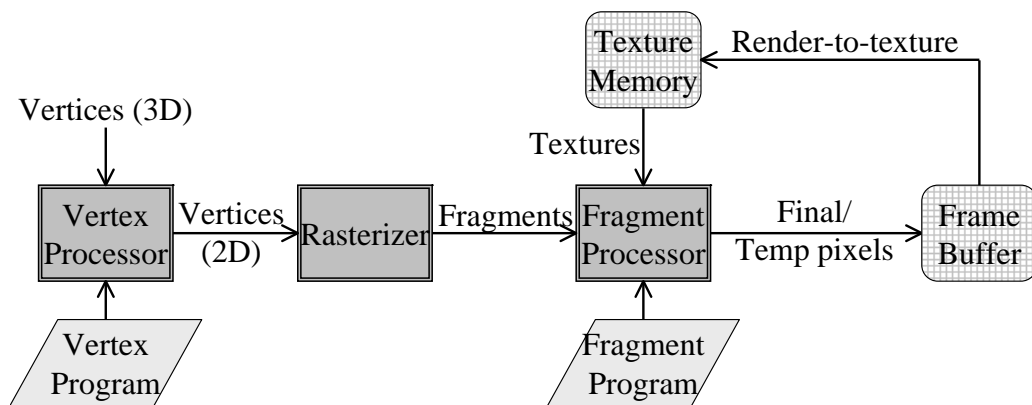 Texture
Memory
Render-to-texture
Vertices (3D)
Textures
Vertex
Processor
Vertices
(2D)
Rasterizer
Fragments
Fragment
Processor
Final/
Temp pixels
Frame
Buffer
Vertex
Program
Fragment
Program